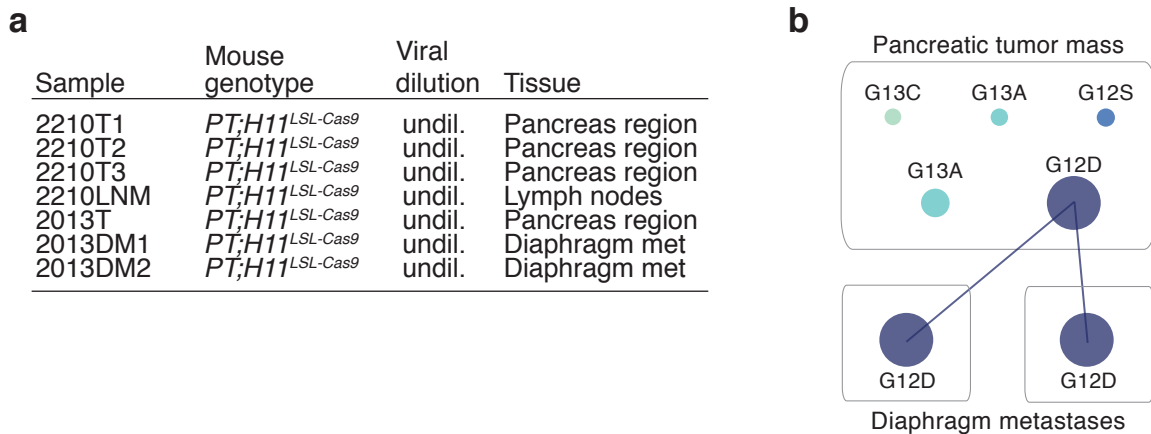 a
Sample Mouse genotype Viral dilution Tissue
2210T1 PT;H11LSL-Cas9 undil. Pancreas region
2210T2 PT;H11LSL-Cas9 undil. Pancreas region
2210T3 PT;H11LSL-Cas9 undil. Pancreas region
2210LNM PT;H11LSL-Cas9 undil. Lymph nodes
2013T PT;H11LSL-Cas9 undil. Pancreas region
2013DM1 PT;H11LSL-Cas9 undil. Diaphragm met
2013DM2 PT;H11LSL-Cas9 undil. Diaphragm met
b
Pancreatic tumor mass
G13C G13A G12S
G13A G12D
G12D G12D
Diaphragm metastases